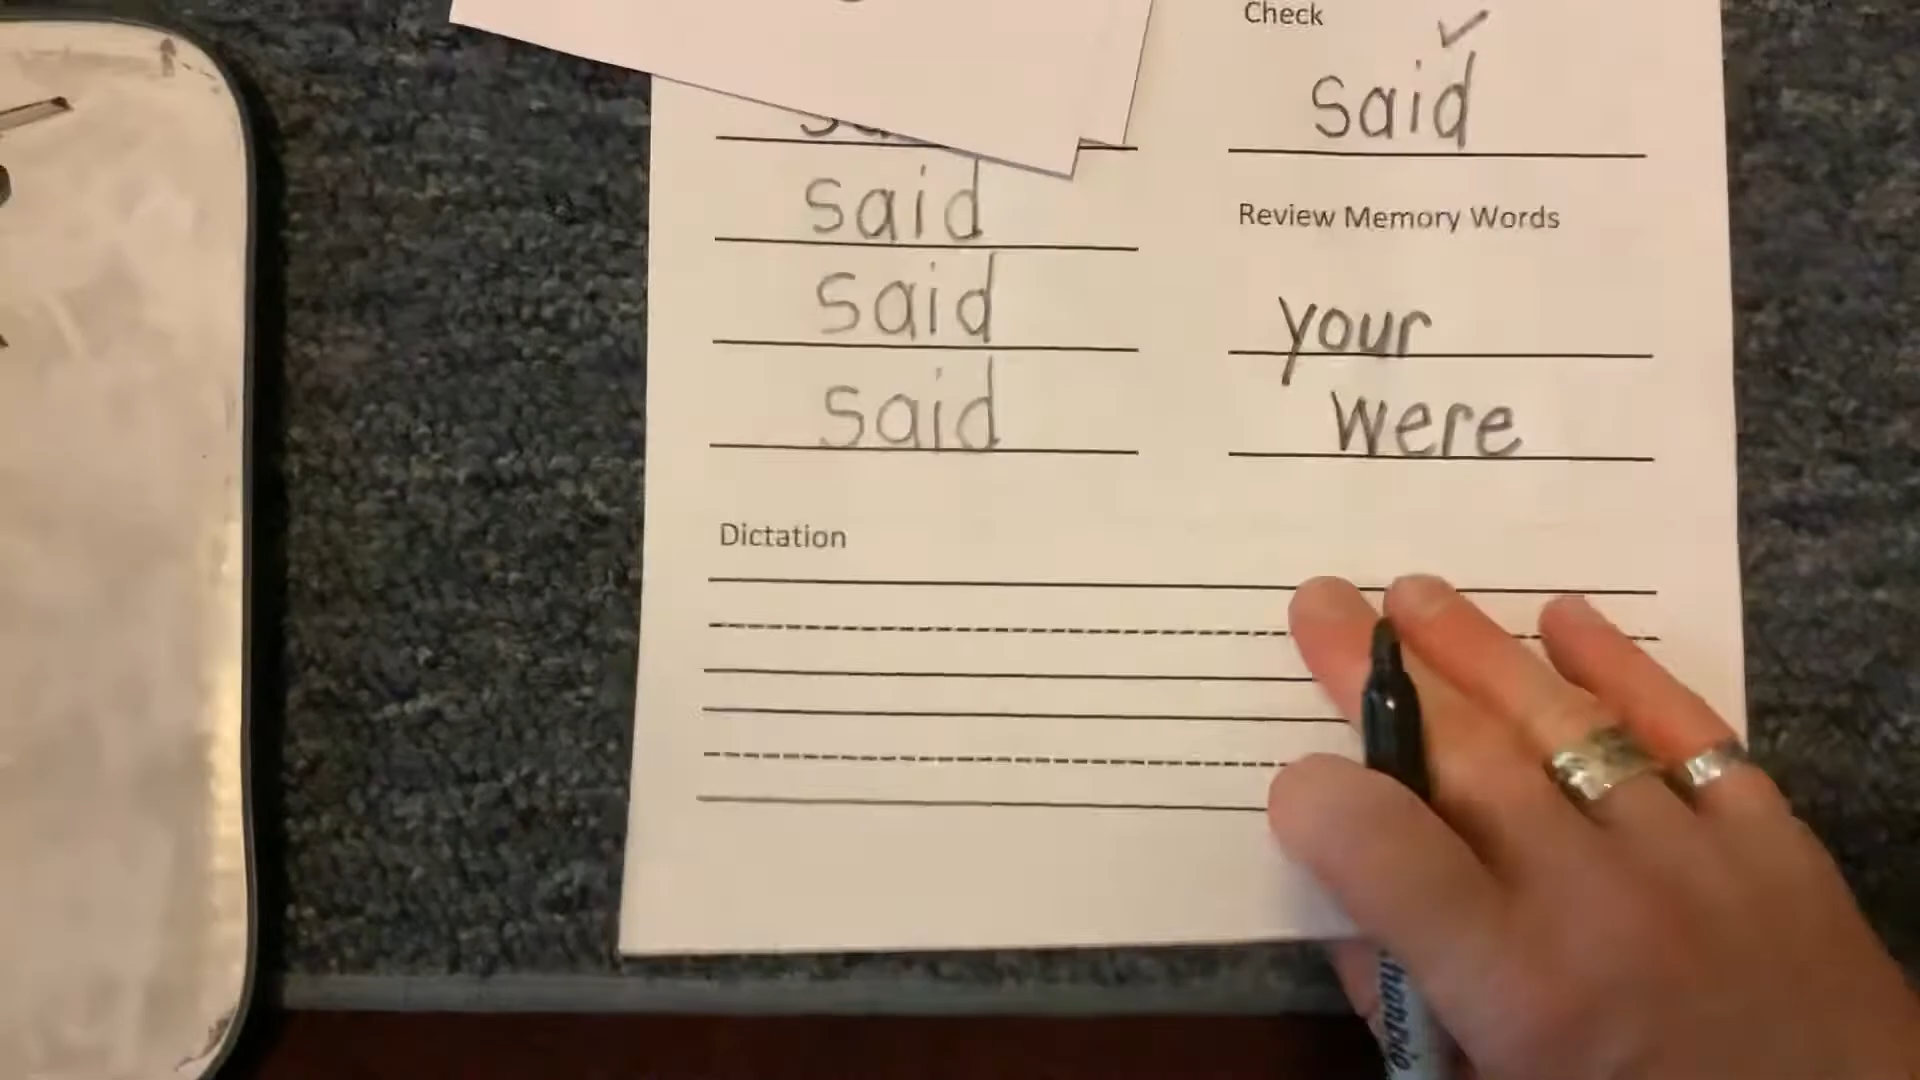 Check
said
said
said
said
Review Memory Words
your
were
Dictation